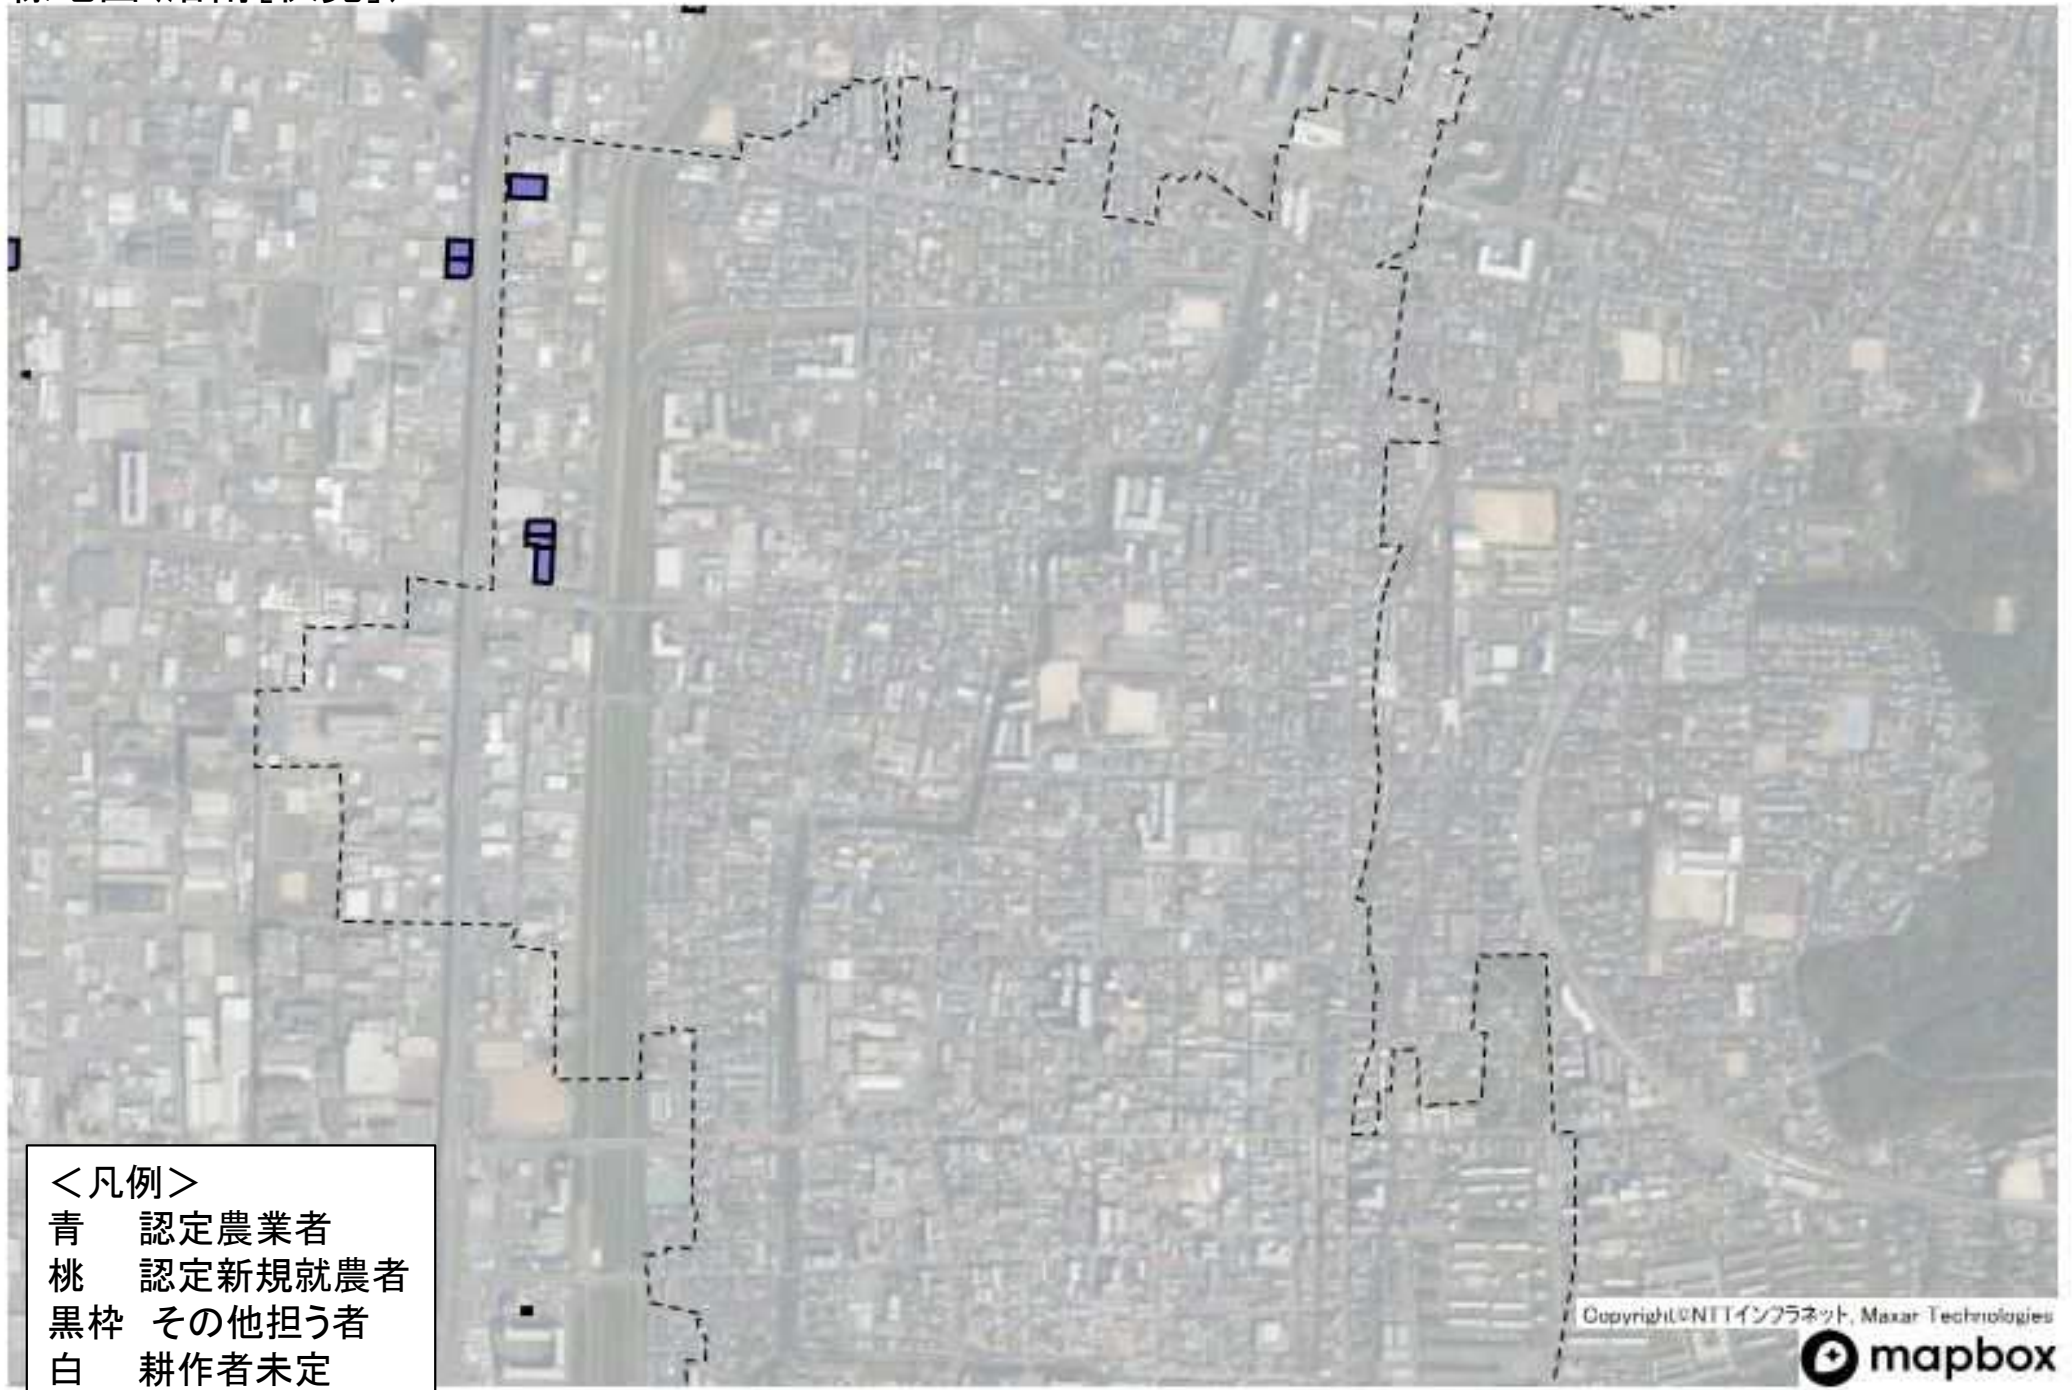 <凡例>
青 認定農業者
桃 認定新規就農者
黒枠 その他担う者
白 耕作者未定
Copyright©NTTインフラネット, Maxar Technologies
mapbox